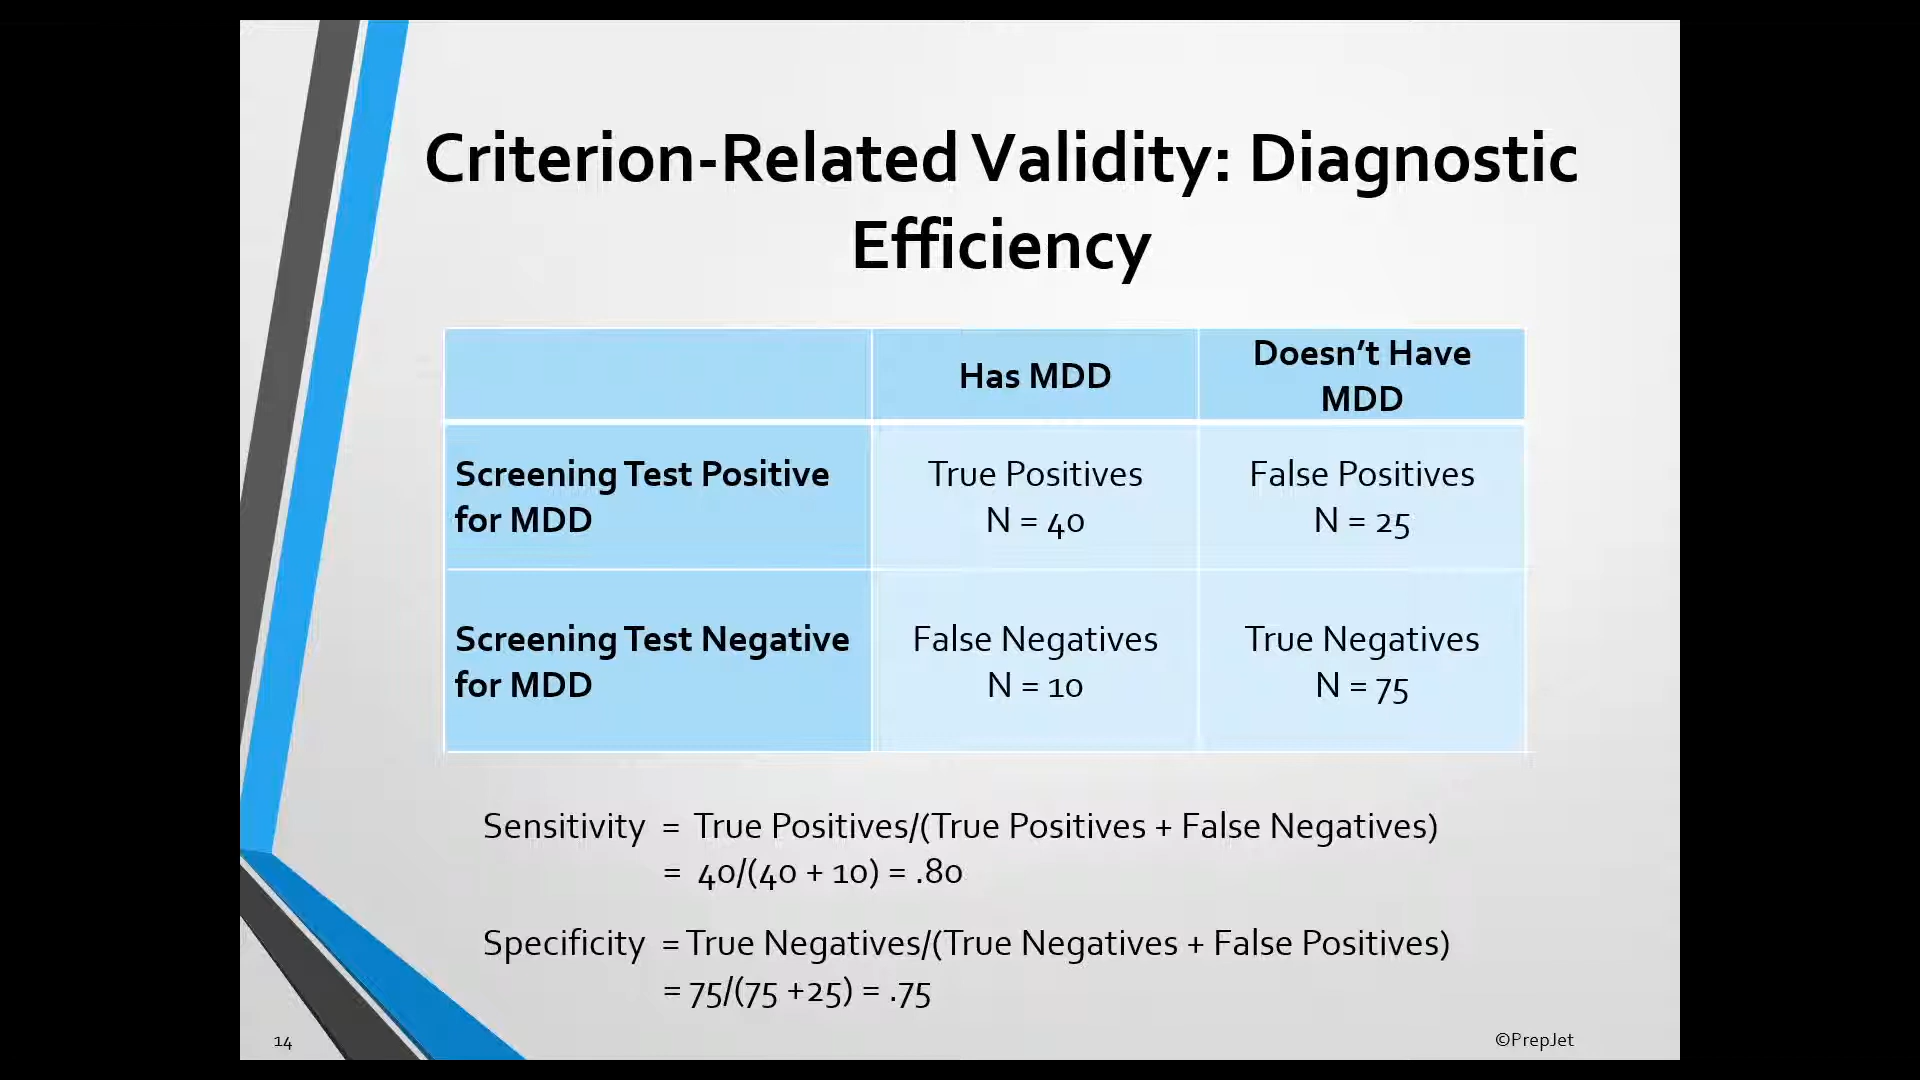 Criterion-Related Validity: Diagnostic
Efficiency
Has MDD
Doesn’t Have
MDD
Screening Test Positive
for MDD
True Positives
N = 40
False Positives
N = 25
Screening Test Negative
for MDD
False Negatives
N = 10
True Negatives
N = 75
Sensitivity = True Positives/(True Positives + False Negatives)
= 40/(40 + 10) = .80
Specificity = True Negatives/(True Negatives + False Positives)
= 75/(75 +25) = .75
14
©PrepJet